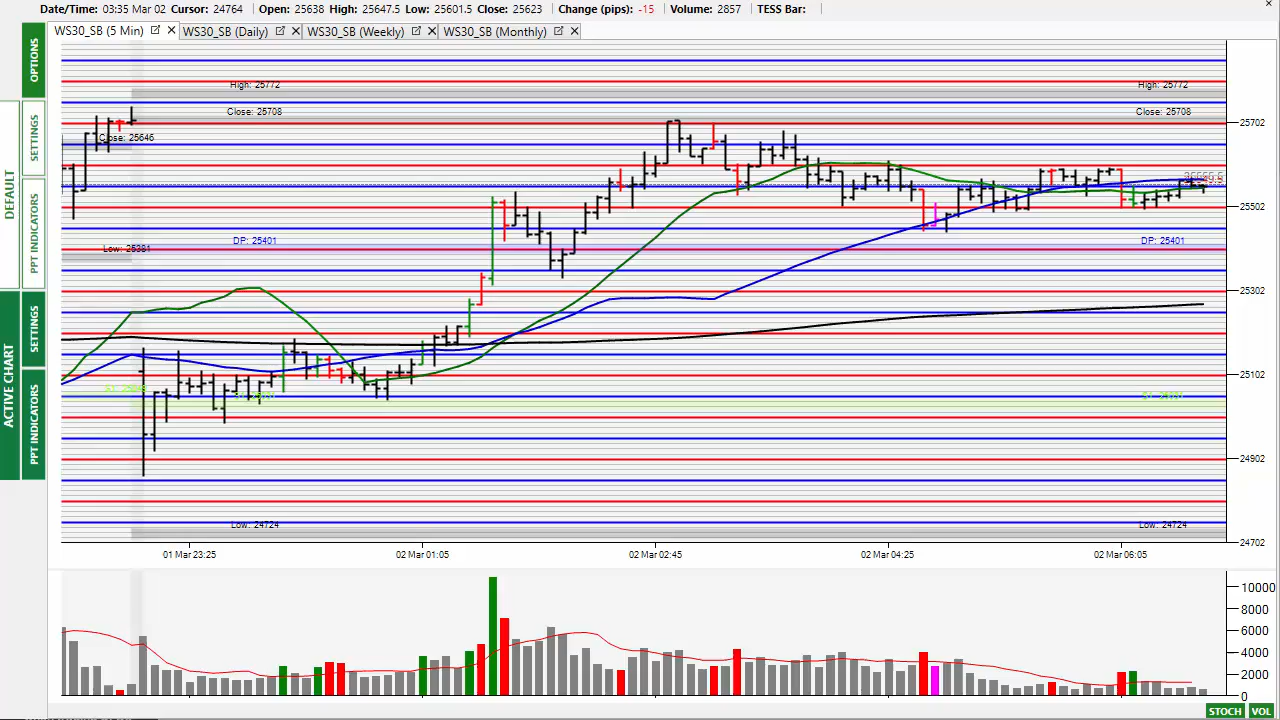 Date/Time: 03:35 Mar 02 Cursor: 24764 Open: 25638 High: 25647.5 Low: 25601.5 Close: 25623 Change (pips): -15 Volume: 2857 TESS Bar:
WS30_SB (5 Min) WS30_SB (Daily) WS30_SB (Weekly) WS30_SB (Monthly)
OPTIONS
SETTINGS
DEFAULT
PPT INDICATORS
SETTINGS
ACTIVE CHART
PPT INDICATORS
High: 25772 High: 25772
Close: 25708 Close: 25708
25702
Close: 25646
25502
DP: 25401 DP: 25401
Low: 25381
25302
25102
24902
Low: 24724 Low: 24724
24702
01 Mar 23:25 02 Mar 01:05 02 Mar 02:45 02 Mar 04:25 02 Mar 06:05
10000
8000
6000
4000
2000
0
STOCH VOL